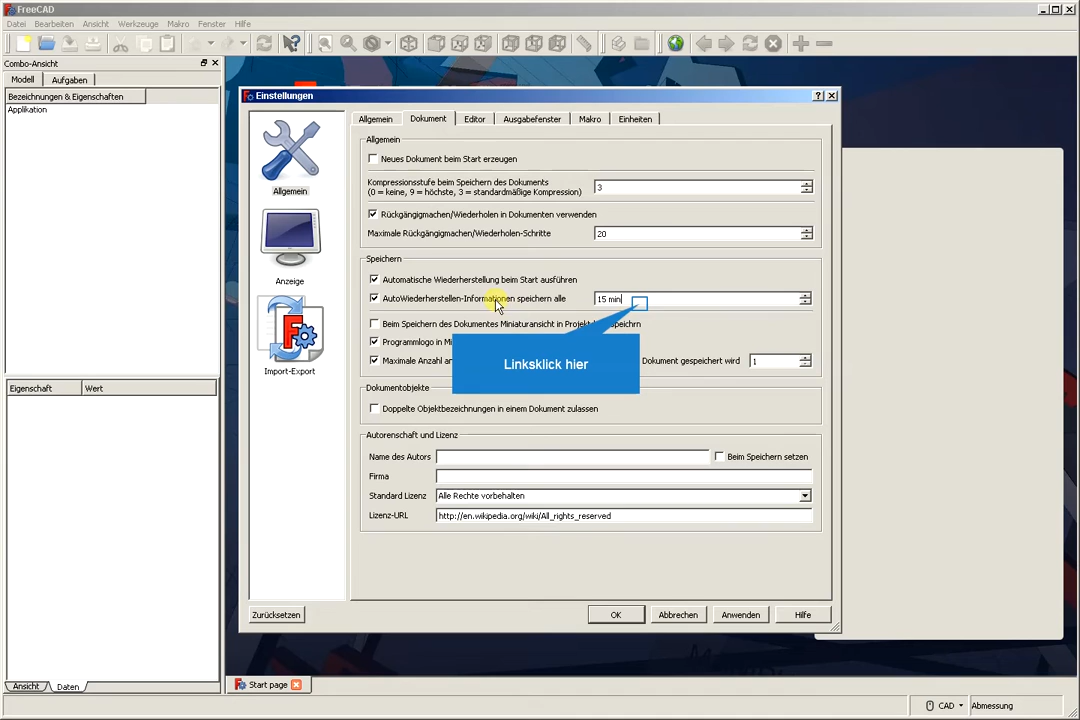 FreeCAD
Datei Bearbeiten Ansicht Werkzeuge Makro Fenster Hilfe
Combo-Ansicht
Modell Aufgaben
Bezeichnungen & Eigenschaften
Applikation
Einstellungen
Allgemein Dokument Editor Ausgabefenster Makro Einheiten
Allgemein
Anzeige
Import-Export
Allgemein
Neues Dokument beim Start erzeugen
Kompressionsstufe beim Speichern des Dokuments
(0 = keine, 9 = höchste, 3 = standardmäßige Kompression)
3
Rückgängigmachen/Wiederholen in Dokumenten verwenden
Maximale Rückgängigmachen/Wiederholen-Schritte 20
Speichern
Automatische Wiederherstellung beim Start ausführen
AutoWiederherstellen-Informationen speichern alle 15 min
Beim Speichern des Dokumentes Miniaturansicht in Projekt
Programmlogo in
Maximale Anzahl Dokument gespeichert wird 1
Linksklick hier
Dokumentobjekte
Doppelte Objektbezeichnungen in einem Dokument zulassen
Autorenschaft und Lizenz
Name des Autors Beim Speichern setzen
Firma
Standard Lizenz Alle Rechte vorbehalten
Lizenz-URL http://en.wikipedia.org/wiki/All_rights_reserved
Zurücksetzen OK Abbrechen Anwenden Hilfe
Eigenschaft Wert
Ansicht Daten
Start page
CAD Abmessung